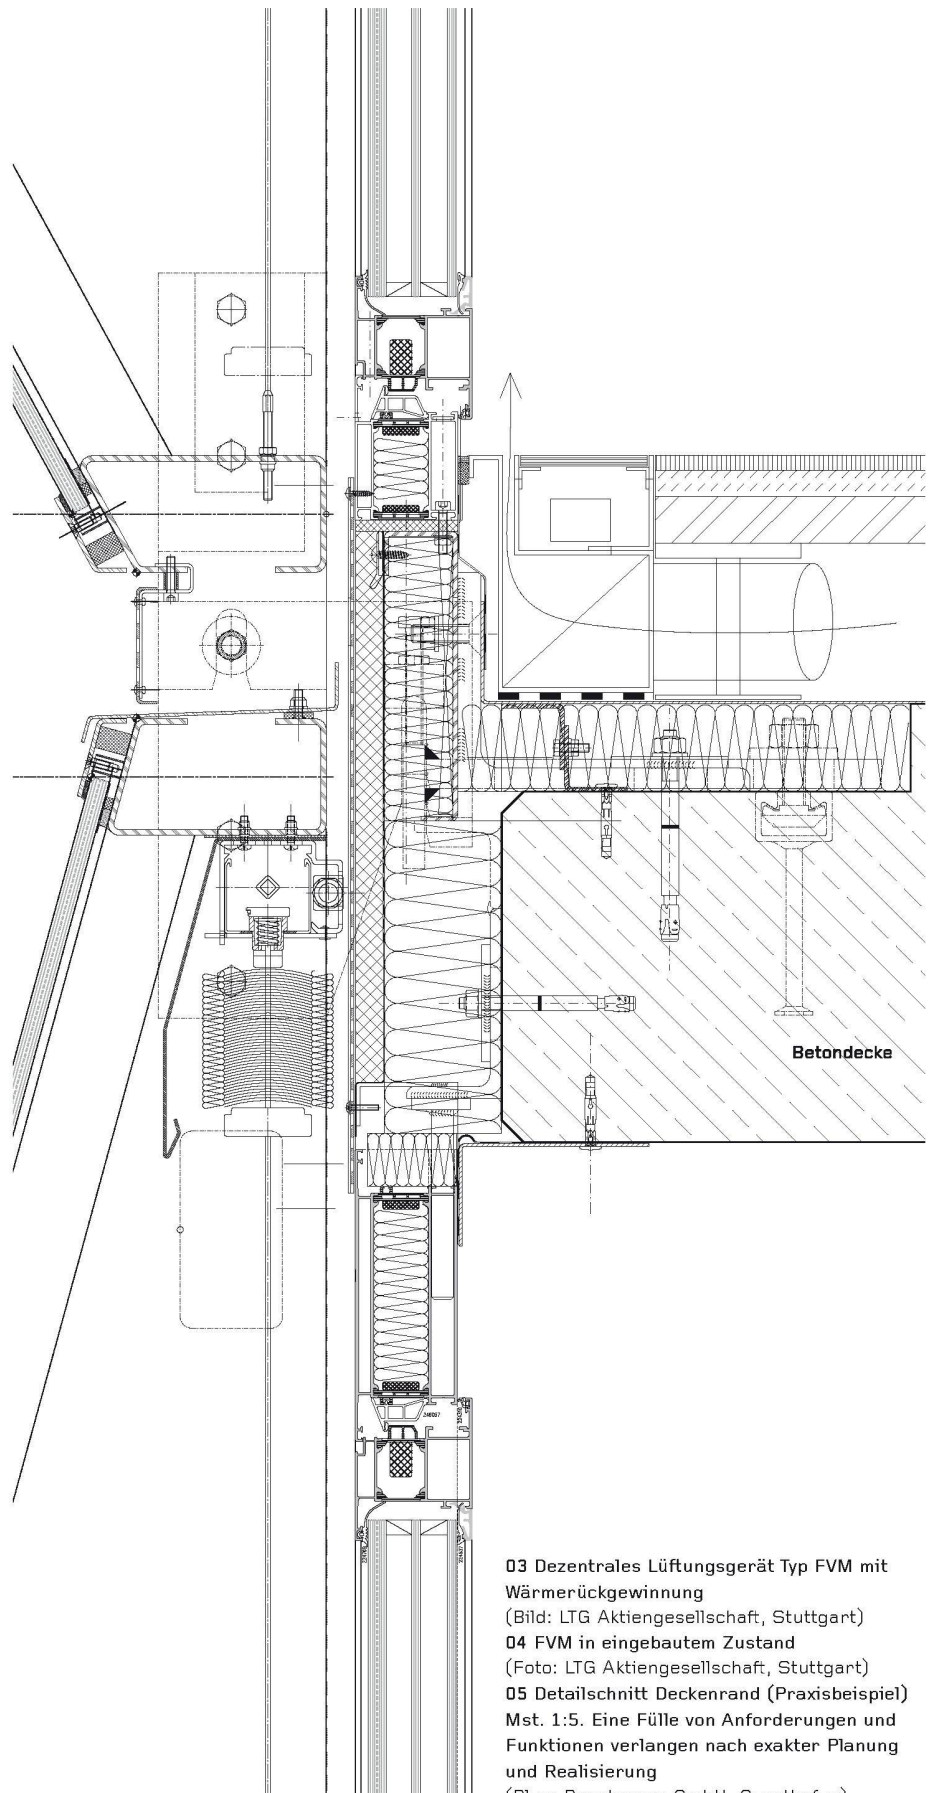 Betondecke
246057
03 Dezentrales Lüftungsgerät Typ FVM mit
Wärmerückgewinnung
(Bild: LTG Aktiengesellschaft, Stuttgart)
04 FVM in eingebautem Zustand
(Foto: LTG Aktiengesellschaft, Stuttgart)
05 Detailschnitt Deckenrand (Praxisbeispiel)
Mst. 1:5. Eine Fülle von Anforderungen und
Funktionen verlangen nach exakter Planung
und Realisierung